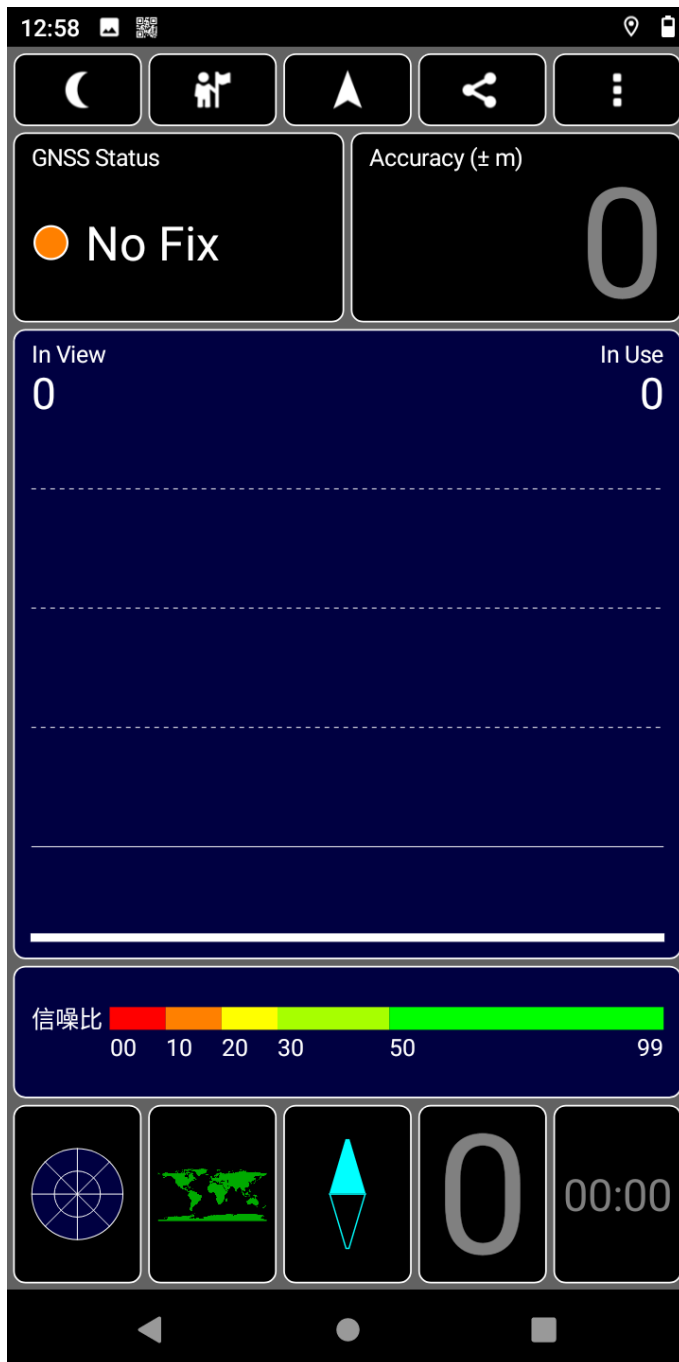 12:58
GNSS Status
Accuracy (± m)
No Fix
0
In View
In Use
0
0
信噪比
00 10 20 30 50 99
0
00:00